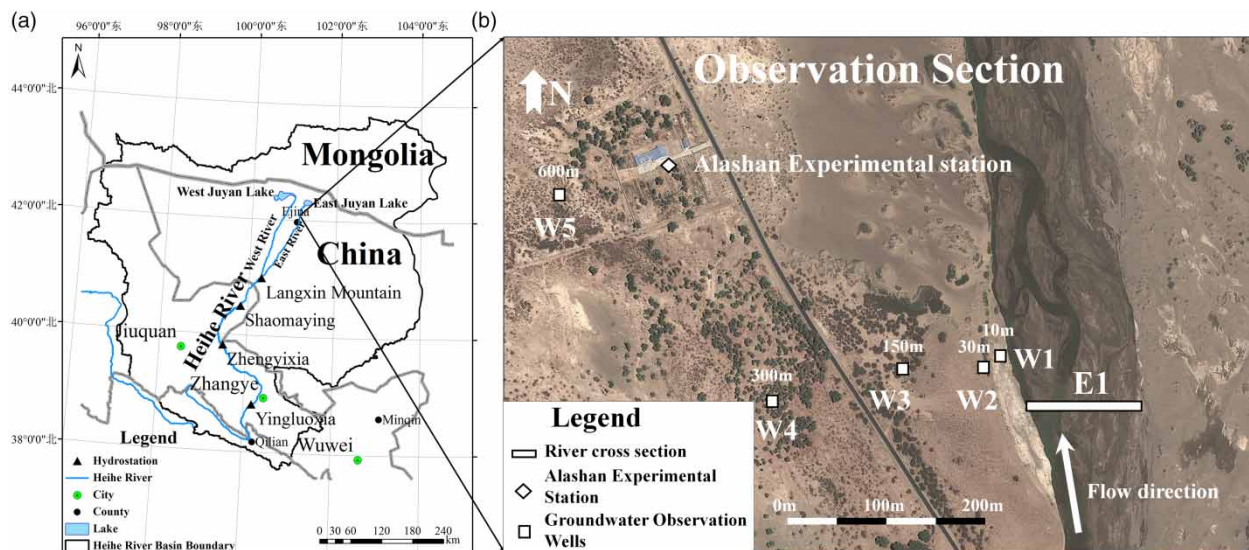 (a)
96°0'0"东 98°0'0"东 100°0'0"东 102°0'0"东 104°0'0"东
N
44°0'0"北
42°0'0"北
40°0'0"北
38°0'0"北
Mongolia
West Juyan Lake
East Juyan Lake
Ejina
West River
East River
China
Heihe River
Langxin Mountain
Shaomaying
Jiuquan
Zhengyixia
Zhangye
Yingluoxia
Minqin
Qilian
Wuwei
Legend
Hydrostation
Heihe River
City
County
Lake
Heihe River Basin Boundary
0 30 60 120 180 240
km
(b)
Observation Section
N
Alashan Experimental station
600m
W5
10m
W1
30m
W2
150m
W3
300m
W4
E1
Legend
River cross section
Alashan Experimental
Station
Groundwater Observation
Wells
0m 100m 200m
Flow direction